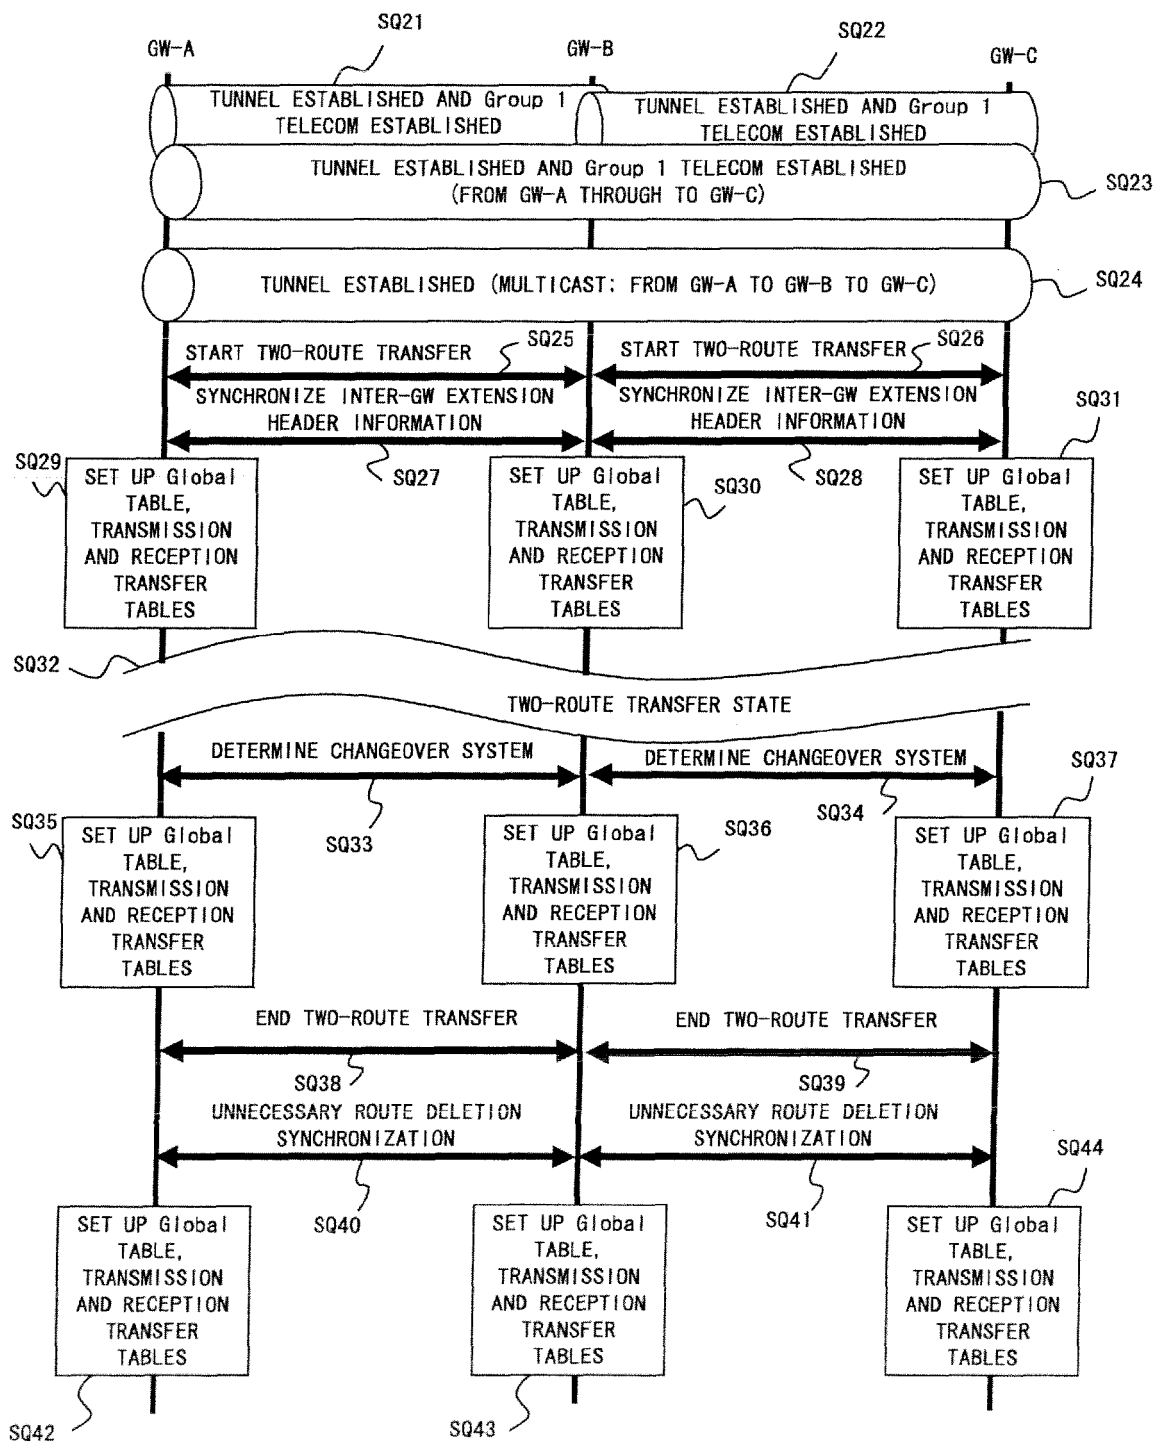 SQ21
SQ22
GW-A
GW-B
GW-C
TUNNEL ESTABLISHED AND Group 1
TELECOM ESTABLISHED
TUNNEL ESTABLISHED AND Group 1
TELECOM ESTABLISHED
TUNNEL ESTABLISHED AND Group 1 TELECOM ESTABLISHED
(FROM GW-A THROUGH TO GW-C)
SQ23
TUNNEL ESTABLISHED (MULTICAST: FROM GW-A TO GW-B TO GW-C)
SQ24
START TWO-ROUTE TRANSFER
SQ25
START TWO-ROUTE TRANSFER
SQ26
SYNCHRONIZE INTER-GW EXTENSION
HEADER INFORMATION
SYNCHRONIZE INTER-GW EXTENSION
HEADER INFORMATION
SQ31
SQ29
SQ27
SQ30
SQ28
SET UP Global
TABLE,
TRANSMISSION
AND RECEPTION
TRANSFER
TABLES
SET UP Global
TABLE,
TRANSMISSION
AND RECEPTION
TRANSFER
TABLES
SET UP Global
TABLE,
TRANSMISSION
AND RECEPTION
TRANSFER
TABLES
SQ32
TWO-ROUTE TRANSFER STATE
DETERMINE CHANGEOVER SYSTEM
DETERMINE CHANGEOVER SYSTEM
SQ37
SQ35
SQ33
SQ36
SQ34
SET UP Global
TABLE,
TRANSMISSION
AND RECEPTION
TRANSFER
TABLES
SET UP Global
TABLE,
TRANSMISSION
AND RECEPTION
TRANSFER
TABLES
SET UP Global
TABLE,
TRANSMISSION
AND RECEPTION
TRANSFER
TABLES
END TWO-ROUTE TRANSFER
END TWO-ROUTE TRANSFER
SQ38
SQ39
UNNECESSARY ROUTE DELETION
SYNCHRONIZATION
UNNECESSARY ROUTE DELETION
SYNCHRONIZATION
SQ44
SQ40
SQ41
SET UP Global
TABLE,
TRANSMISSION
AND RECEPTION
TRANSFER
TABLES
SET UP Global
TABLE,
TRANSMISSION
AND RECEPTION
TRANSFER
TABLES
SET UP Global
TABLE,
TRANSMISSION
AND RECEPTION
TRANSFER
TABLES
SQ42
SQ43